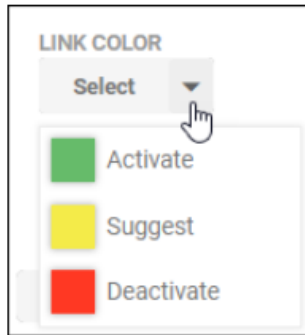 LINK COLOR
Select
Activate
Suggest
Deactivate